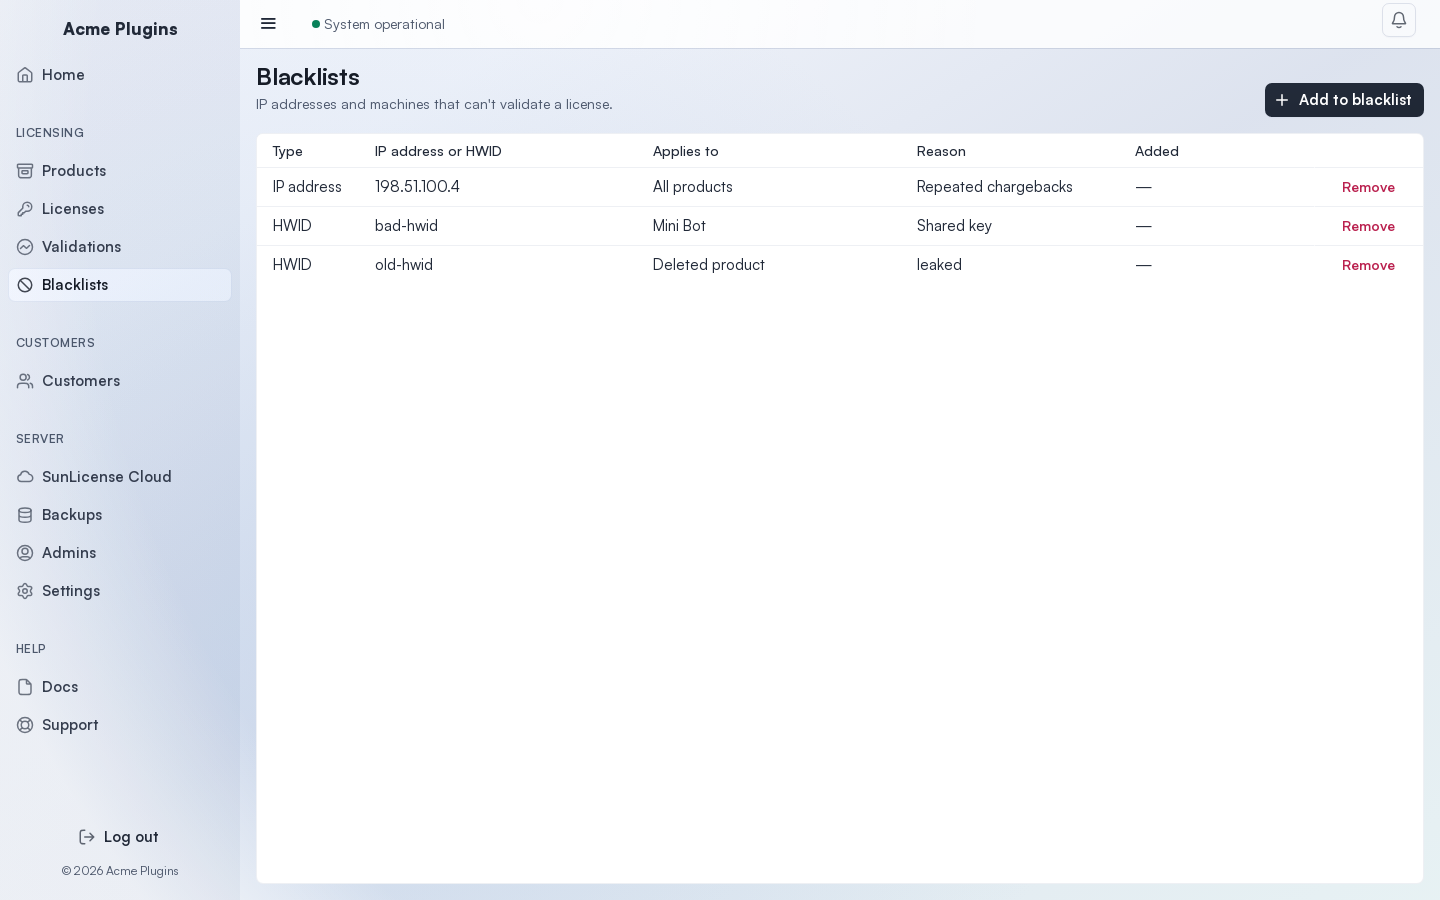 Acme Plugins
System operational
Home
LICENSING
Products
Licenses
Validations
Blacklists
CUSTOMERS
Customers
SERVER
SunLicense Cloud
Backups
Admins
Settings
HELP
Docs
Support
Log out
© 2026 Acme Plugins
Blacklists
IP addresses and machines that can't validate a license.
Add to blacklist
Type IP address or HWID Applies to Reason Added
IP address 198.51.100.4 All products Repeated chargebacks — Remove
HWID bad-hwid Mini Bot Shared key — Remove
HWID old-hwid Deleted product leaked — Remove